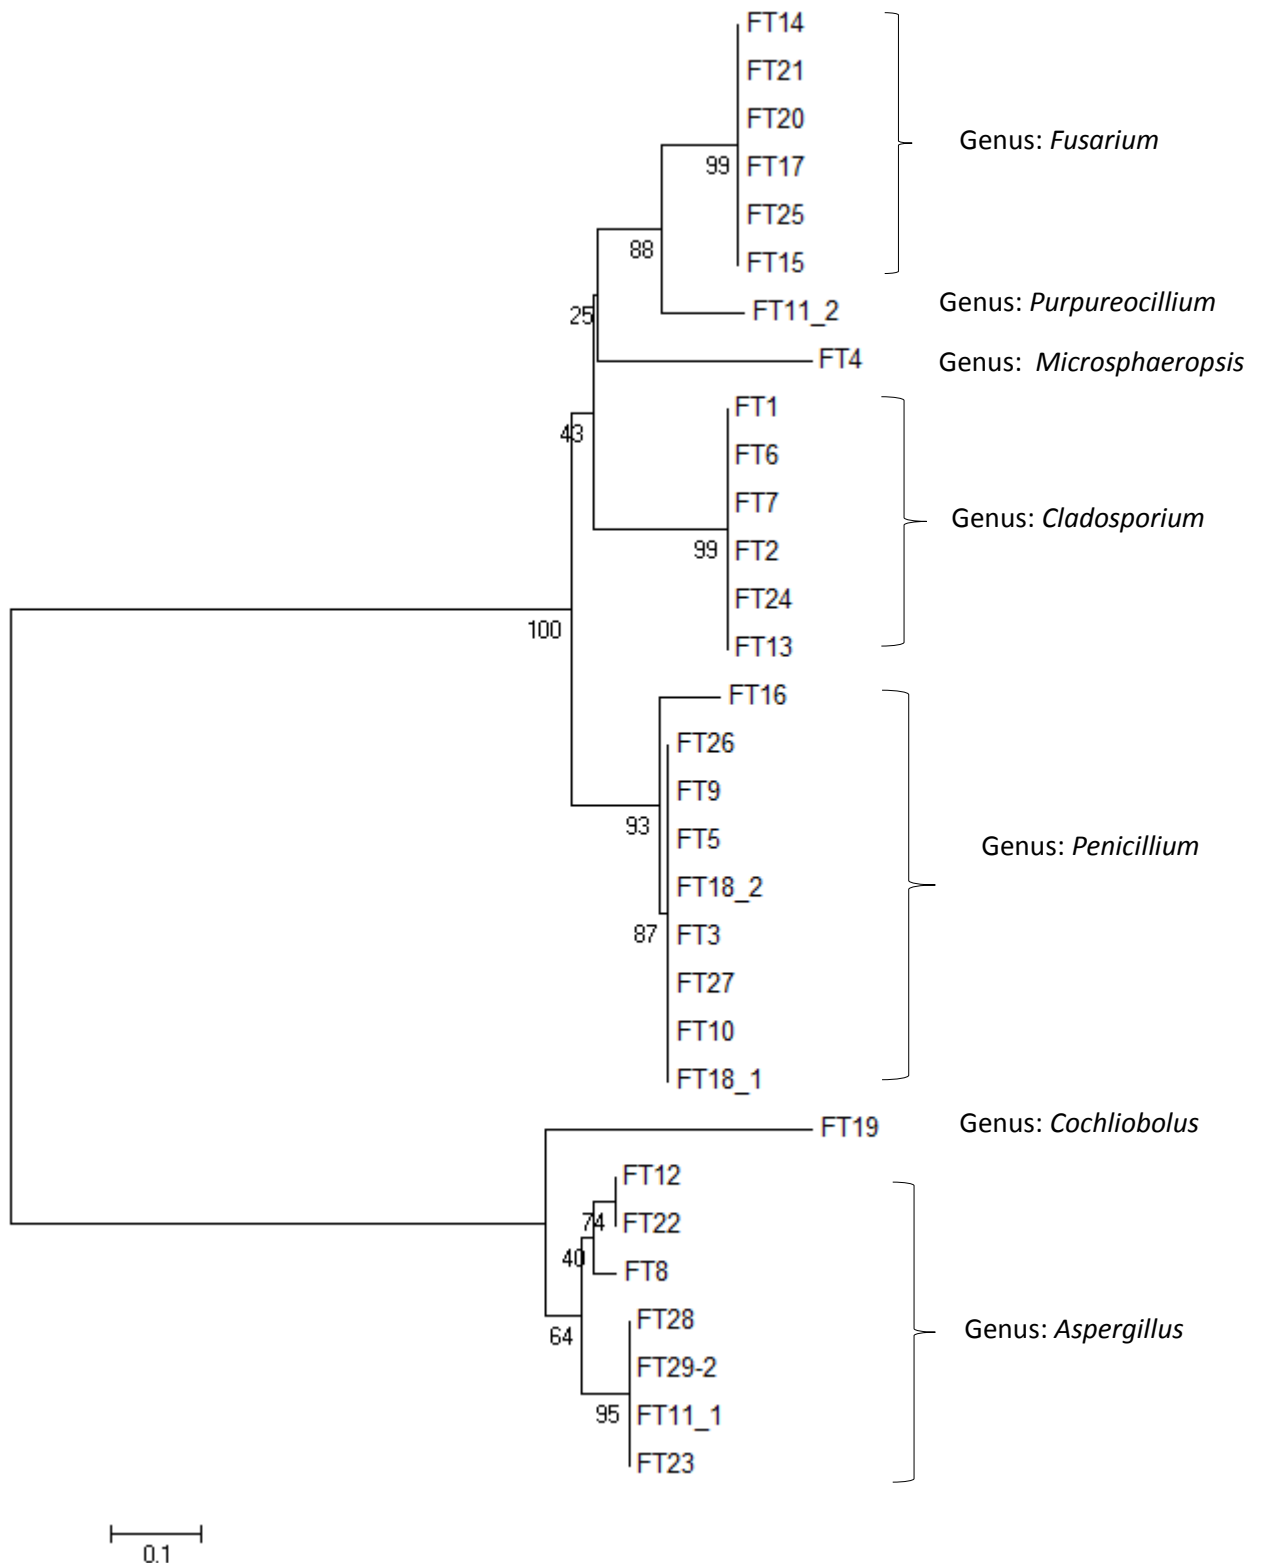 FT14
FT21
FT20
Genus: Fusarium
99 FT17
FT25
88
FT15
Genus: Purpureocillium
FT11_2
25
FT4
Genus: Microsphaeropsis
FT1
43
FT6
FT7
Genus: Cladosporium
99 FT2
FT24
100
FT13
FT16
FT26
FT9
93
FT5
Genus: Penicillium
FT18_2
87 FT3
FT27
FT10
FT18_1
FT19
Genus: Cochliobolus
FT12
74 FT22
40
FT8
FT28
64
Genus: Aspergillus
FT29-2
95 FT11_1
FT23
0.1